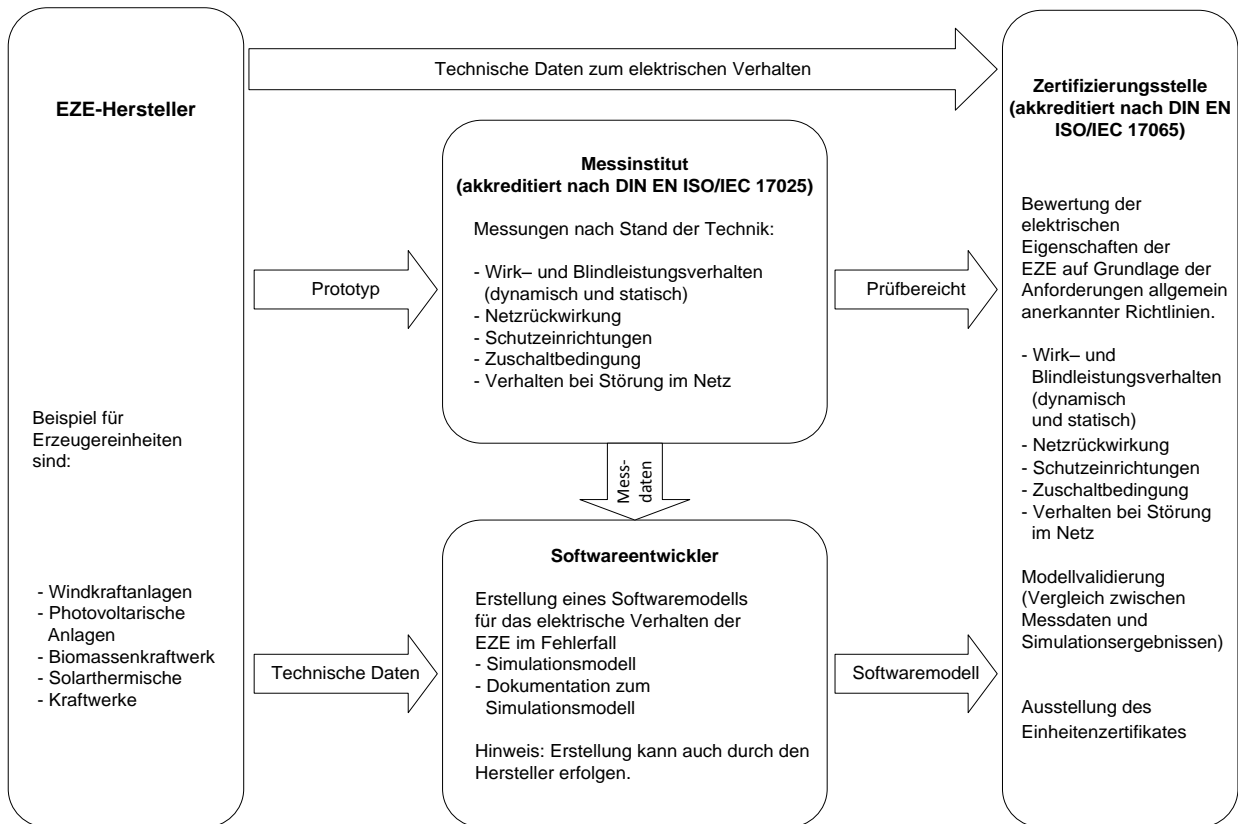 EZE-Hersteller
Beispiel für
Erzeugereinheiten
sind:
- Windkraftanlagen
- Photovoltarische
Anlagen
- Biomassenkraftwerk
- Solarthermische
- Kraftwerke
Technische Daten zum elektrischen Verhalten
Prototyp
Technische Daten
Messinstitut
(akkreditiert nach DIN EN ISO/IEC 17025)
Messungen nach Stand der Technik:
- Wirk– und Blindleistungsverhalten
(dynamisch und statisch)
- Netzrückwirkung
- Schutzeinrichtungen
- Zuschaltbedingung
- Verhalten bei Störung im Netz
Mess-
daten
Softwareentwickler
Erstellung eines Softwaremodells
für das elektrische Verhalten der
EZE im Fehlerfall
- Simulationsmodell
- Dokumentation zum
Simulationsmodell
Hinweis: Erstellung kann auch durch den
Hersteller erfolgen.
Prüfbereicht
Softwaremodell
Zertifizierungsstelle
(akkreditiert nach DIN EN
ISO/IEC 17065)
Bewertung der
elektrischen
Eigenschaften der
EZE auf Grundlage der
Anforderungen allgemein
anerkannter Richtlinien.
- Wirk– und
Blindleistungsverhalten
(dynamisch
und statisch)
- Netzrückwirkung
- Schutzeinrichtungen
- Zuschaltbedingung
- Verhalten bei Störung
im Netz
Modellvalidierung
(Vergleich zwischen
Messdaten und
Simulationsergebnissen)
Ausstellung des
Einheitenzertifikates